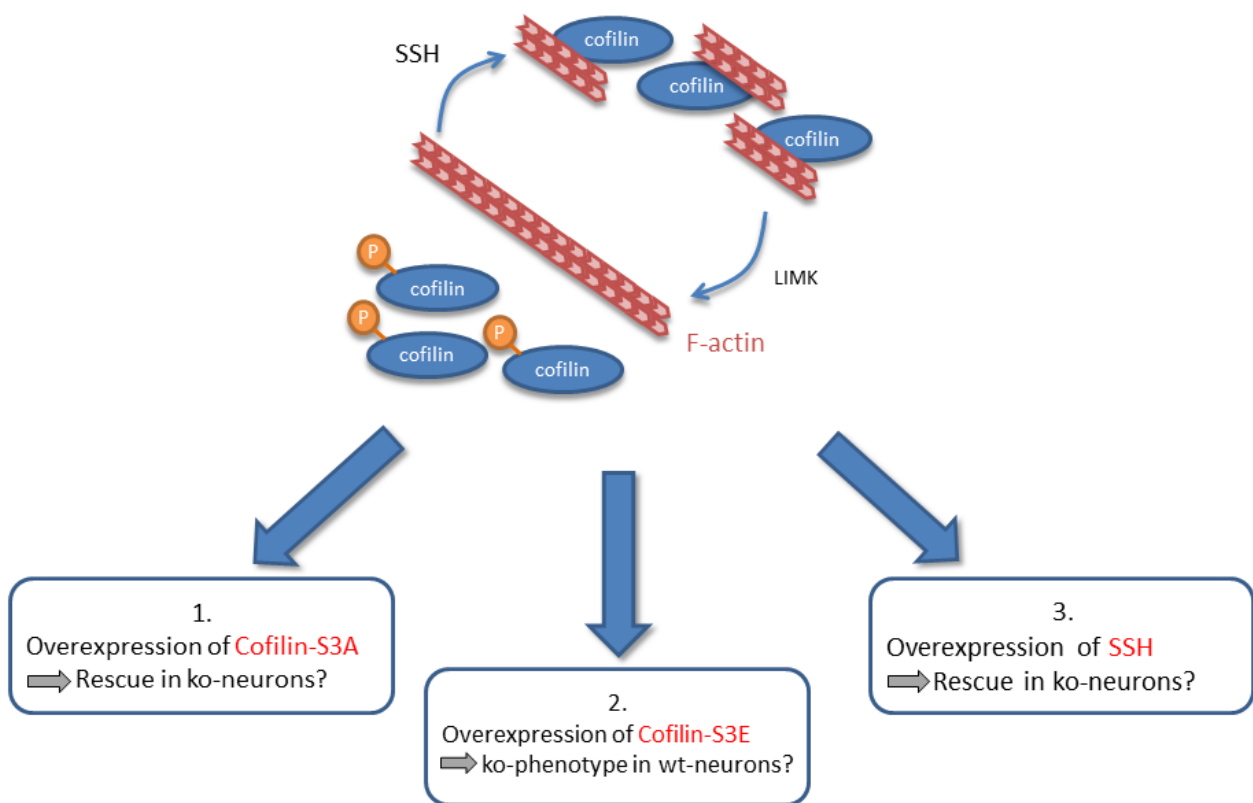 SSH
cofilin
cofilin
cofilin
LIMK
F-actin
P
cofilin
P
cofilin
P
cofilin
1.
Overexpression of Cofilin-S3A
Rescue in ko-neurons?
2.
Overexpression of Cofilin-S3E
ko-phenotype in wt-neurons?
3.
Overexpression of SSH
Rescue in ko-neurons?